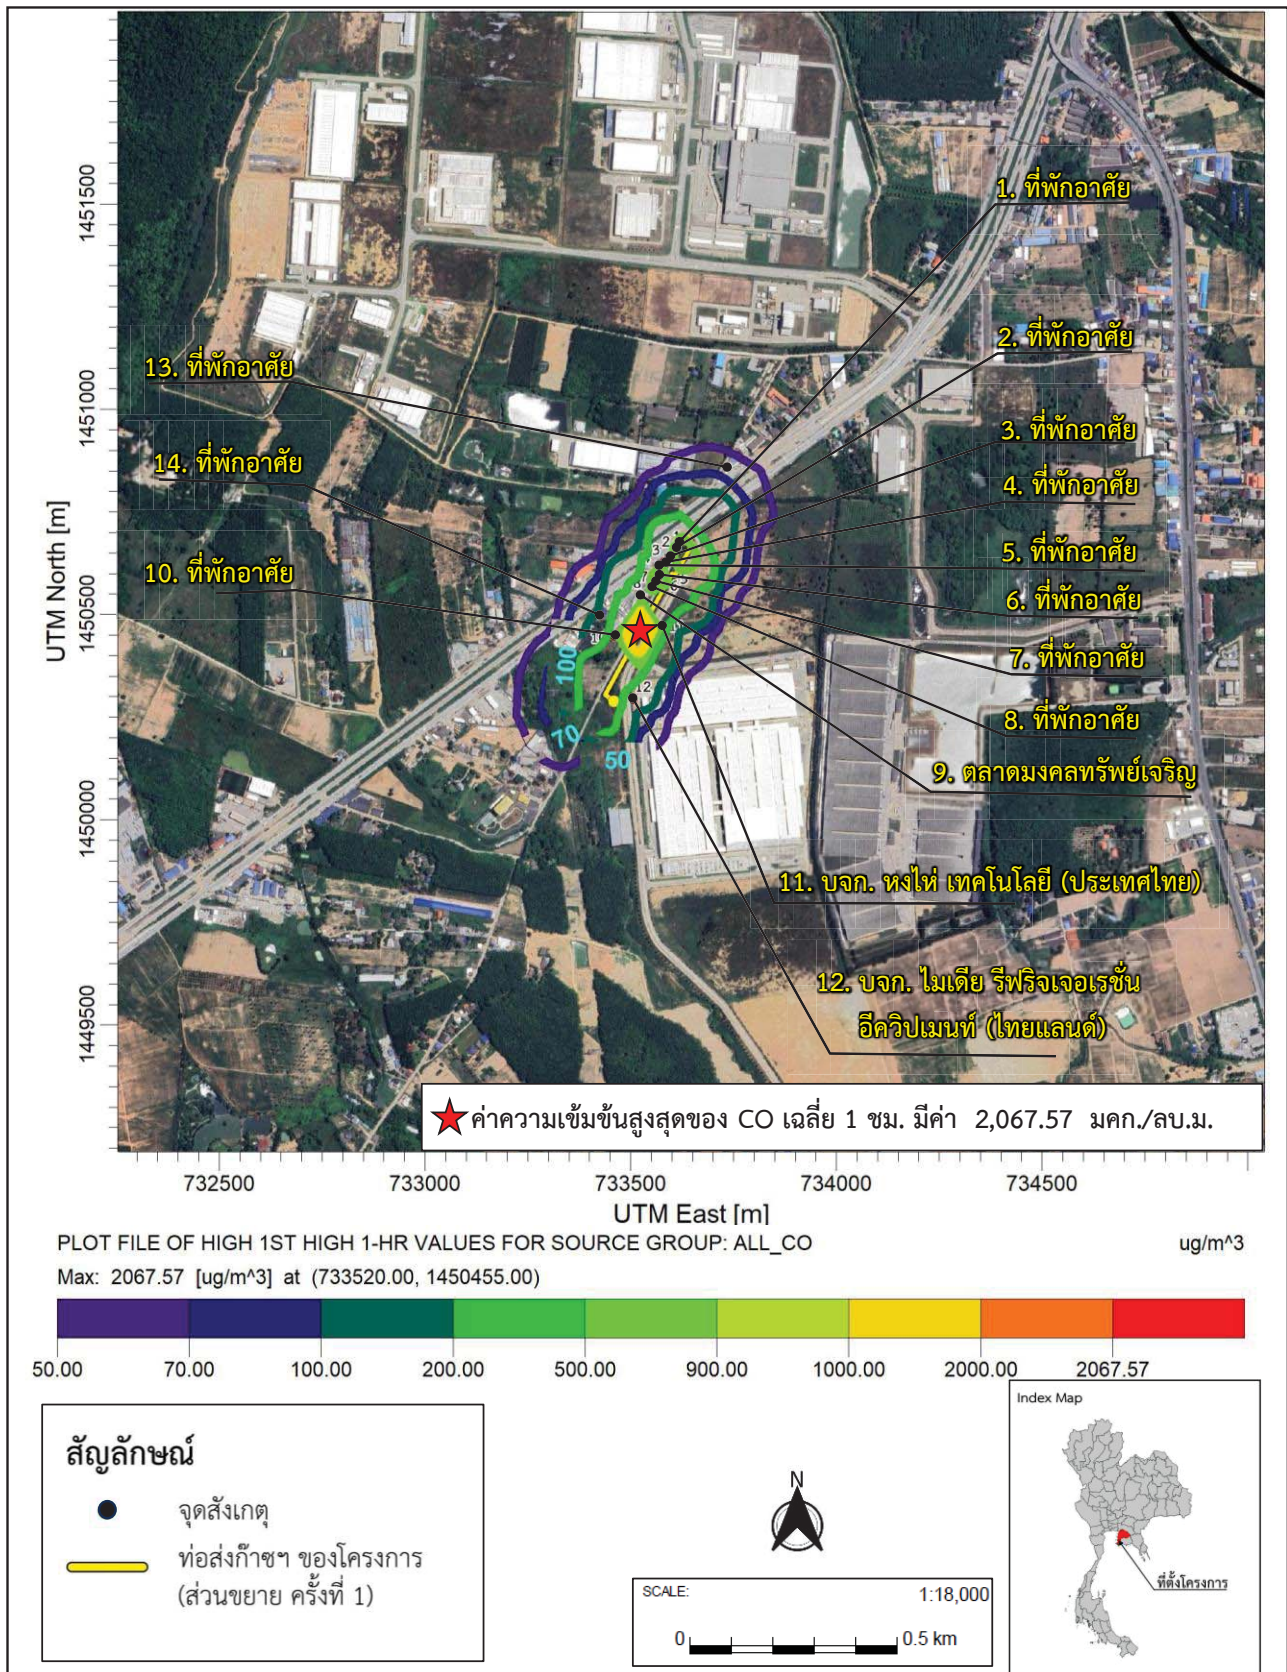 1. ที่พักอาศัย
2. ที่พักอาศัย
13. ที่พักอาศัย
3. ที่พักอาศัย
14. ที่พักอาศัย
4. ที่พักอาศัย
5. ที่พักอาศัย
10. ที่พักอาศัย
6. ที่พักอาศัย
7. ที่พักอาศัย
8. ที่พักอาศัย
9. ตลาดมงคลทรัพย์เจริญ
11. บจก. หงไห่ เทคโนโลยี (ประเทศไทย)
12. บจก. ไมเดีย รีฟริจเจอเรชั่น
อีควิปเมนท์ (ไทยแลนด์)
2
3
12
100
70
50
UTM North [m]
1451500
1451000
1450500
1450000
1449500
ค่าความเข้มข้นสูงสุดของ CO เฉลี่ย 1 ชม. มีค่า 2,067.57 มคก./ลบ.ม.
732500 733000 733500 734000 734500
UTM East [m]
PLOT FILE OF HIGH 1ST HIGH 1-HR VALUES FOR SOURCE GROUP: ALL_CO ug/m^3
Max: 2067.57 [ug/m^3] at (733520.00, 1450455.00)
50.00 70.00 100.00 200.00 500.00 900.00 1000.00 2000.00 2067.57
สัญลักษณ์
จุดสังเกตุ
ท่อส่งก๊าซฯ ของโครงการ
(ส่วนขยาย ครั้งที่ 1)
N
SCALE: 1:18,000
0 0.5 km
Index Map
ที่ตั้งโครงการ